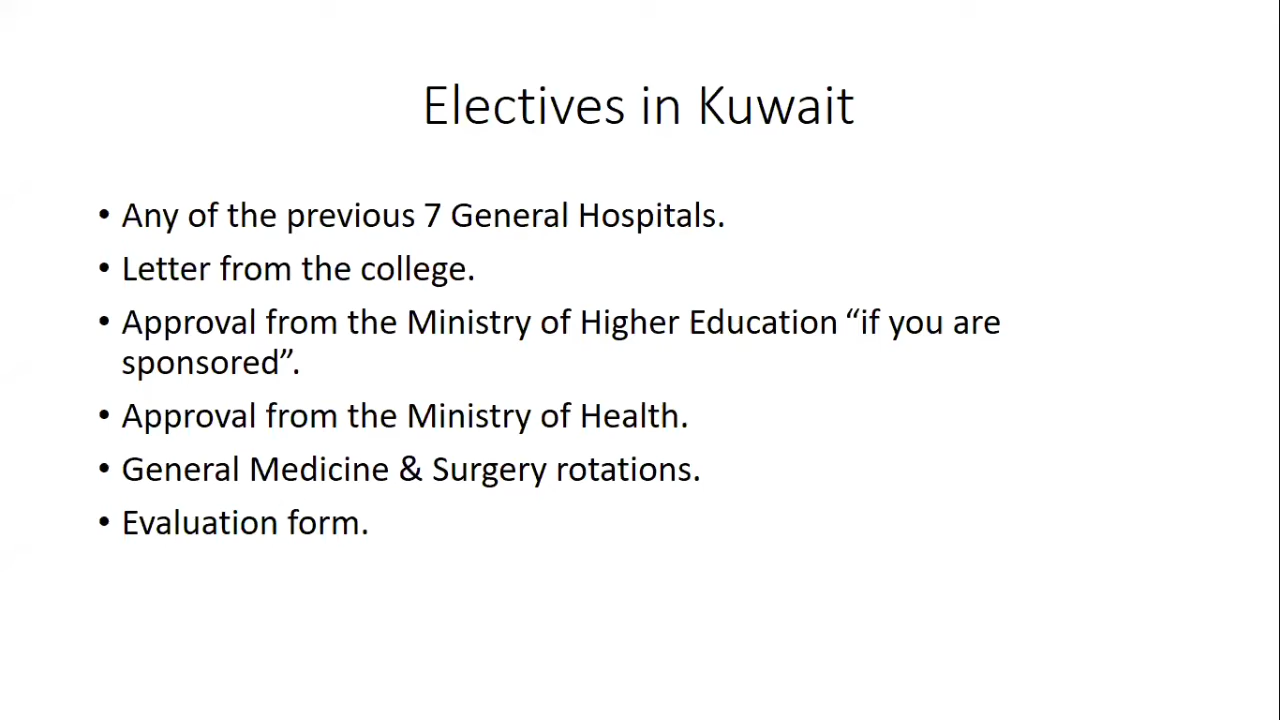 Electives in Kuwait
• Any of the previous 7 General Hospitals.
• Letter from the college.
• Approval from the Ministry of Higher Education “if you are
sponsored”.
• Approval from the Ministry of Health.
• General Medicine & Surgery rotations.
• Evaluation form.